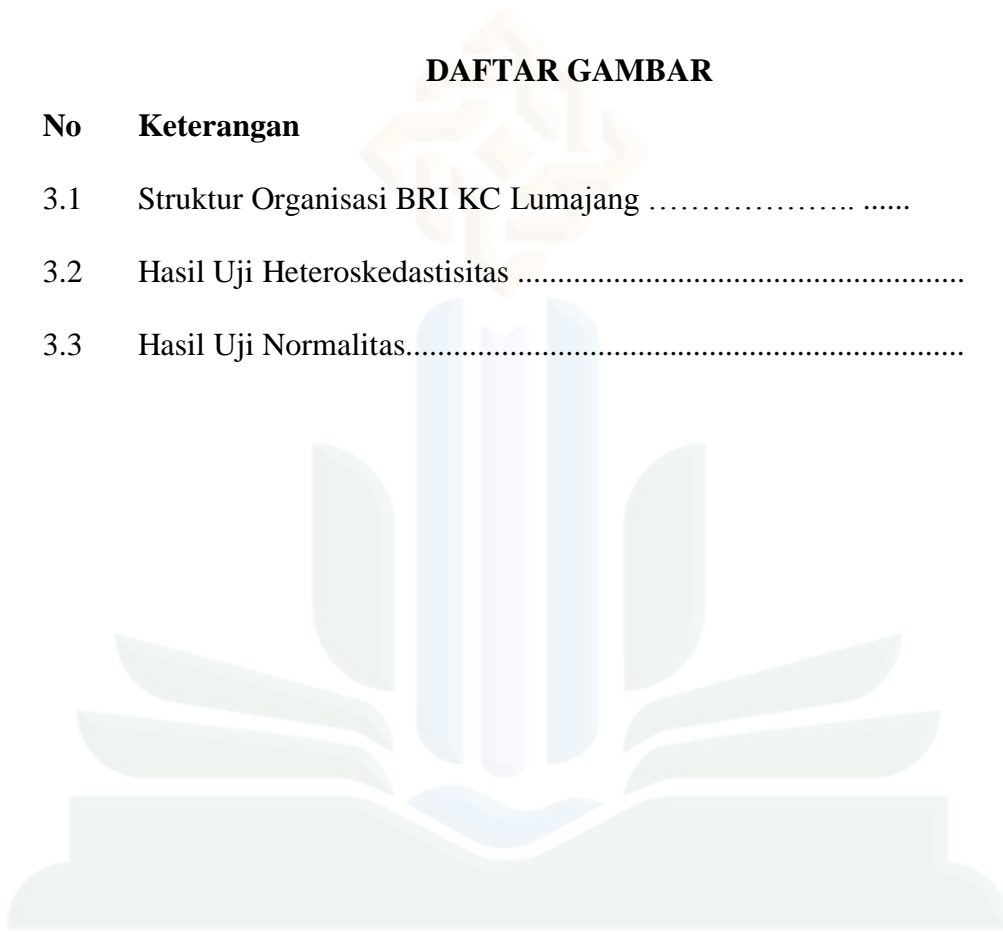 DAFTAR GAMBAR
No Keterangan
3.1 Struktur Organisasi BRI KC Lumajang ……………….. ......
3.2 Hasil Uji Heteroskedastisitas ........................................................
3.3 Hasil Uji Normalitas......................................................................